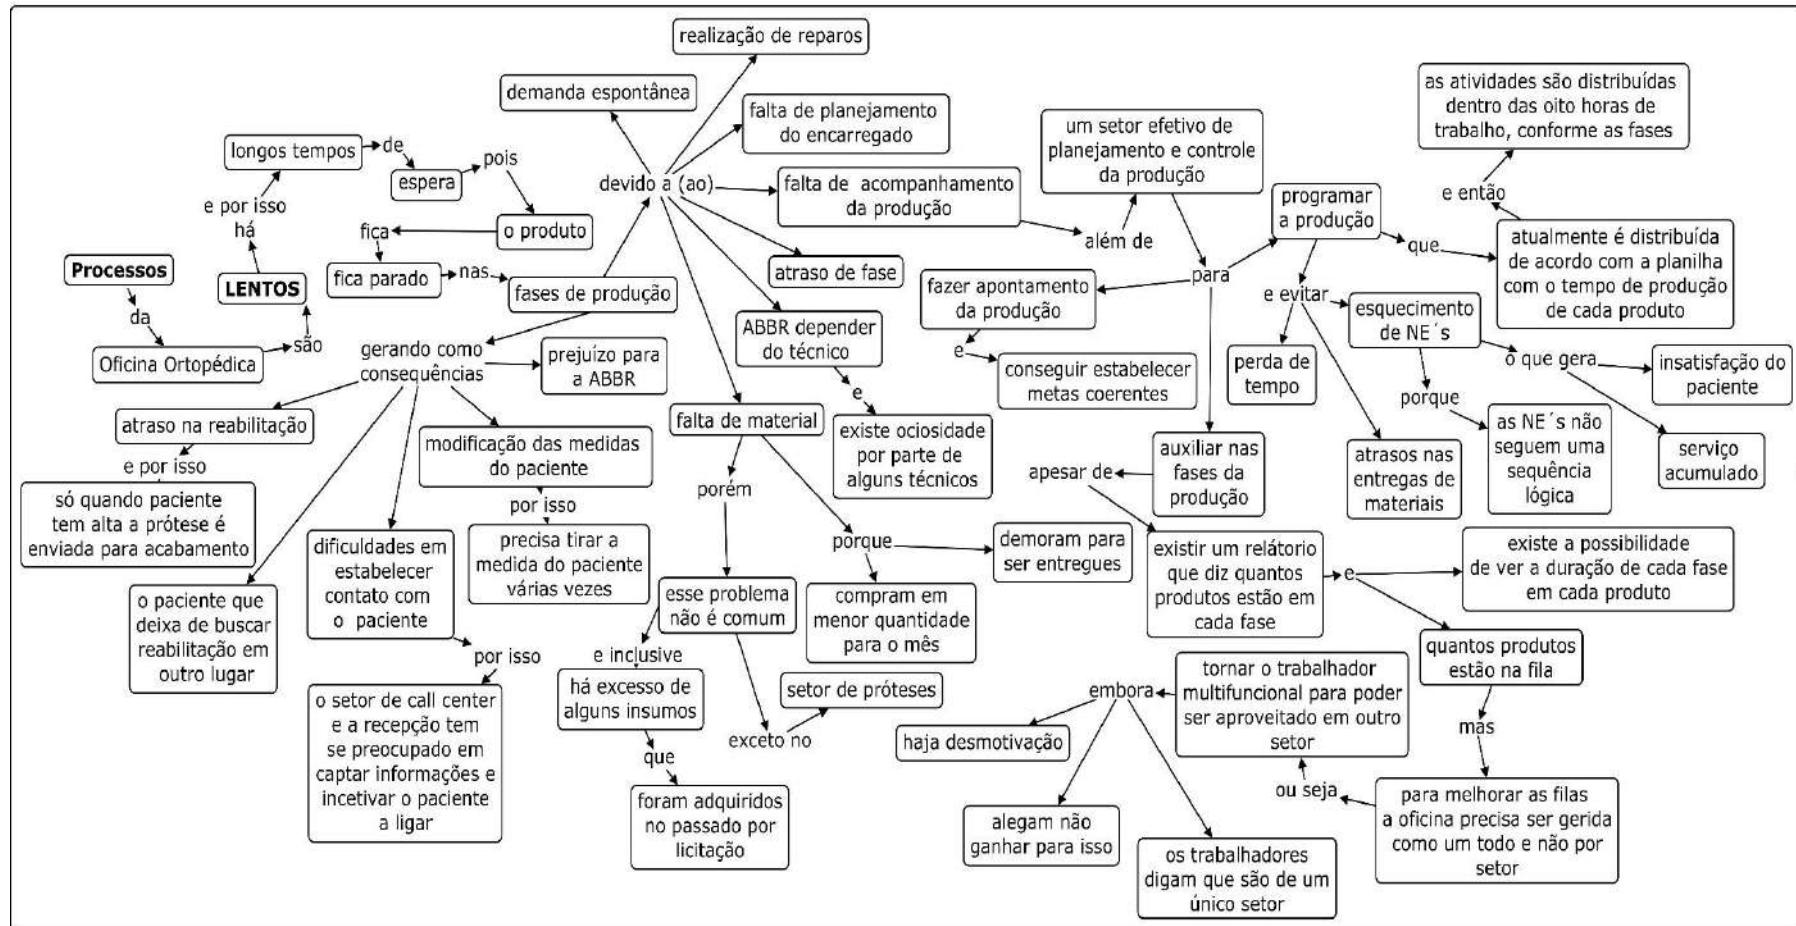 Processos
da
Oficina Ortopédica
são
LENTOS
e por isso
há
longos tempos
de
espera
pois
o produto
fica
fica parado
nas
fases de produção
devido a (ao)
demanda espontânea
realização de reparos
falta de planejamento
do encarregado
falta de acompanhamento
da produção
além de
um setor efetivo de
planejamento e controle
da produção
para
programar
a produção
que
atualmente é distribuída
de acordo com a planilha
com o tempo de produção
de cada produto
e então
as atividades são distribuídas
dentro das oito horas de
trabalho, conforme as fases
e evitar
perda de
tempo
atrasos nas
entregas de
materiais
esquecimento
de NE´s
o que gera
insatisfação do
paciente
serviço
acumulado
porque
as NE´s não
seguem uma
sequência
lógica
fazer apontamento
da produção
e
conseguir estabelecer
metas coerentes
auxiliar nas
fases da
produção
apesar de
existir um relátorio
que diz quantos
produtos estão em
cada fase
e
existe a possibilidade
de ver a duração de cada fase
em cada produto
quantos produtos
estão na fila
mas
para melhorar as filas
a oficina precisa ser gerida
como um todo e não por
setor
ou seja
tornar o trabalhador
multifuncional para poder
ser aproveitado em outro
setor
embora
haja desmotivação
alegam não
ganhar para isso
os trabalhadores
digam que são de um
único setor
atraso de fase
ABBR depender
do técnico
e
existe ociosidade
por parte de
alguns técnicos
falta de material
porém
esse problema
não é comum
e inclusive
há excesso de
alguns insumos
que
foram adquiridos
no passado por
licitação
exceto no
setor de próteses
porque
demoram para
ser entregues
compram em
menor quantidade
para o mês
gerando como
consequências
prejuízo para
a ABBR
atraso na reabilitação
e por isso
só quando paciente
tem alta a prótese é
enviada para acabamento
o paciente que
deixa de buscar
reabilitação em
outro lugar
dificuldades em
estabelecer
contato com
o paciente
por isso
o setor de call center
e a recepção tem
se preocupado em
captar informações e
incetivar o paciente
a ligar
modificação das medidas
do paciente
por isso
precisa tirar a
medida do paciente
várias vezes